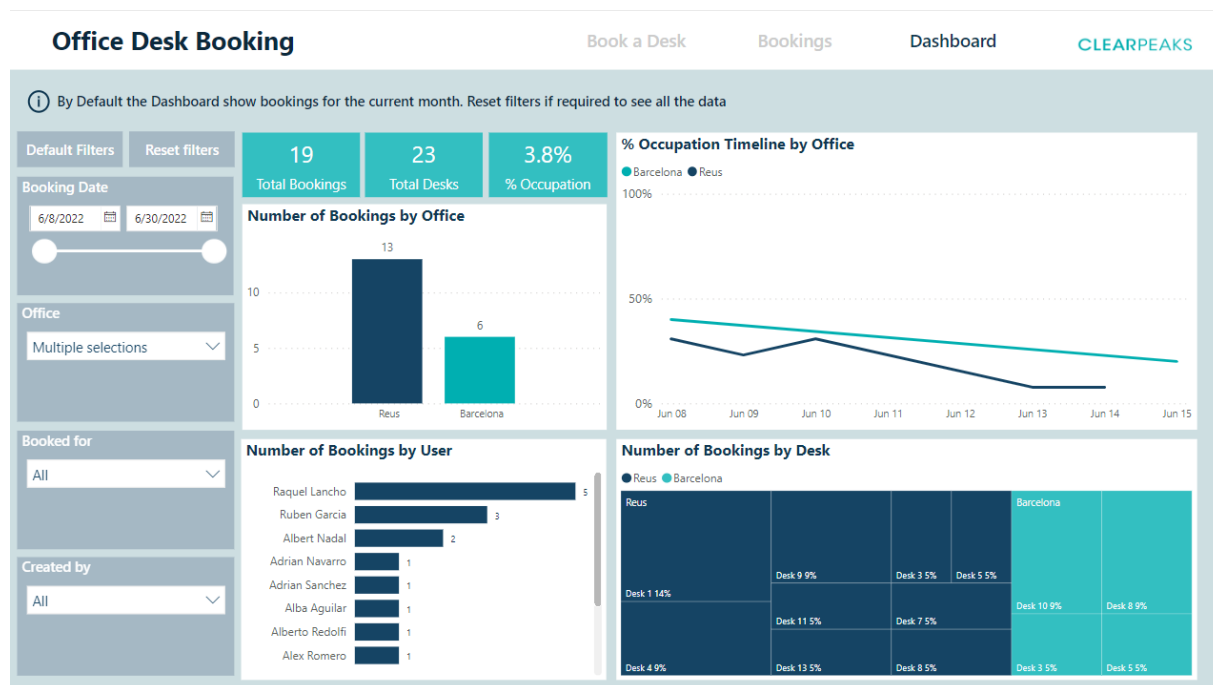 Office Desk Booking
Book a Desk
Bookings
Dashboard
CLEARPEAKS
By Default the Dashboard show bookings for the current month. Reset filters if required to see all the data
Default Filters
Reset filters
Booking Date
6/8/2022
6/30/2022
Office
Multiple selections
Booked for
All
Created by
All
19
Total Bookings
23
Total Desks
3.8%
% Occupation
Number of Bookings by Office
13
10
6
5
0
Reus
Barcelona
% Occupation Timeline by Office
Barcelona
Reus
100%
50%
0%
Jun 08
Jun 09
Jun 10
Jun 11
Jun 12
Jun 13
Jun 14
Jun 15
Number of Bookings by User
Raquel Lancho 5
Ruben Garcia 3
Albert Nadal 2
Adrian Navarro 1
Adrian Sanchez 1
Alba Aguilar 1
Alberto Redolfi 1
Alex Romero 1
Number of Bookings by Desk
Reus
Barcelona
Reus
Desk 1 14%
Desk 4 9%
Desk 9 9%
Desk 11 5%
Desk 13 5%
Desk 3 5%
Desk 5 5%
Desk 7 5%
Desk 8 5%
Barcelona
Desk 10 9%
Desk 8 9%
Desk 3 5%
Desk 5 5%